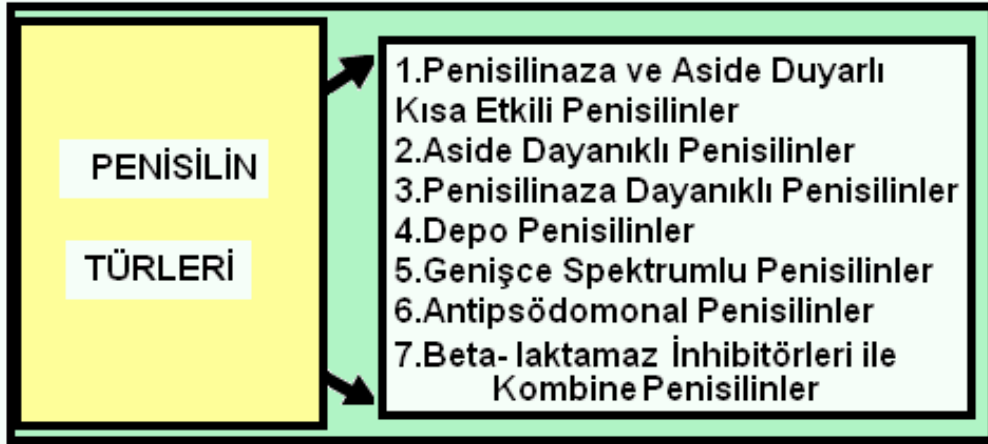 PENİSİLİN
TÜRLERİ
1.Penisilinaza ve Aside Duyarlı
Kısa Etkili Penisilinler
2.Aside Dayanıklı Penisilinler
3.Penisilinaza Dayanıklı Penisilinler
4.Depo Penisilinler
5.Genişce Spektrumlu Penisilinler
6.Antipsödomonal Penisilinler
7.Beta- laktamaz İnhibitörleri ile
Kombine Penisilinler